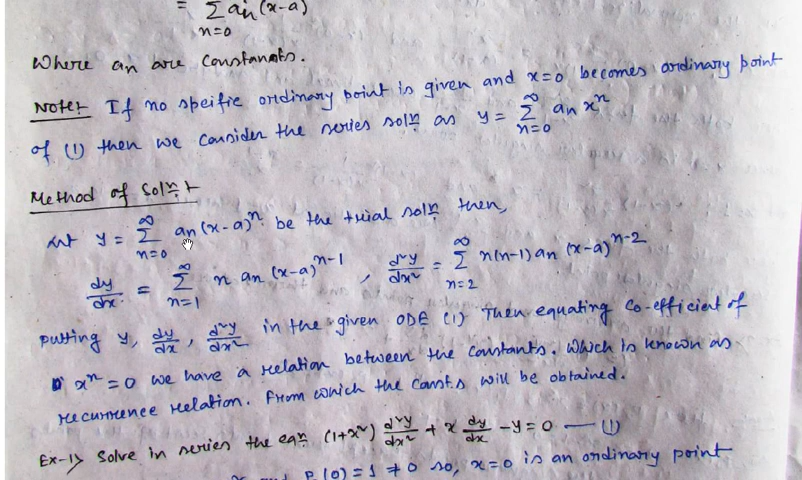 = ∑ an (x-a)
n=0
Where an are Constanats.
Note:- If no speific ordinary point is given and x=0 becomes ordinary point
of (1) then we consider the series soln as y = ∑_{n=0}^{∞} an x^n
Method of Soln:-
Let y = ∑_{n=0}^{∞} an (x-a)^n be the trial soln then,
dy/dx = ∑_{n=1}^{∞} n an (x-a)^{n-1} , d²y/dx² = ∑_{n=2}^{∞} n(n-1) an (x-a)^{n-2}
putting y, dy/dx, d²y/dx² in the given ODE (1) Then equating Co-efficient of
x^n = 0 we have a relation between the constants. Which is known as
recurrence relation. From which the const.s will be obtained.
Ex-1> Solve in series the eqn (1+x²) d²y/dx² + x dy/dx - y = 0 — (1)
P₀(0) = 1 ≠ 0 so, x=0 is an ordinary point